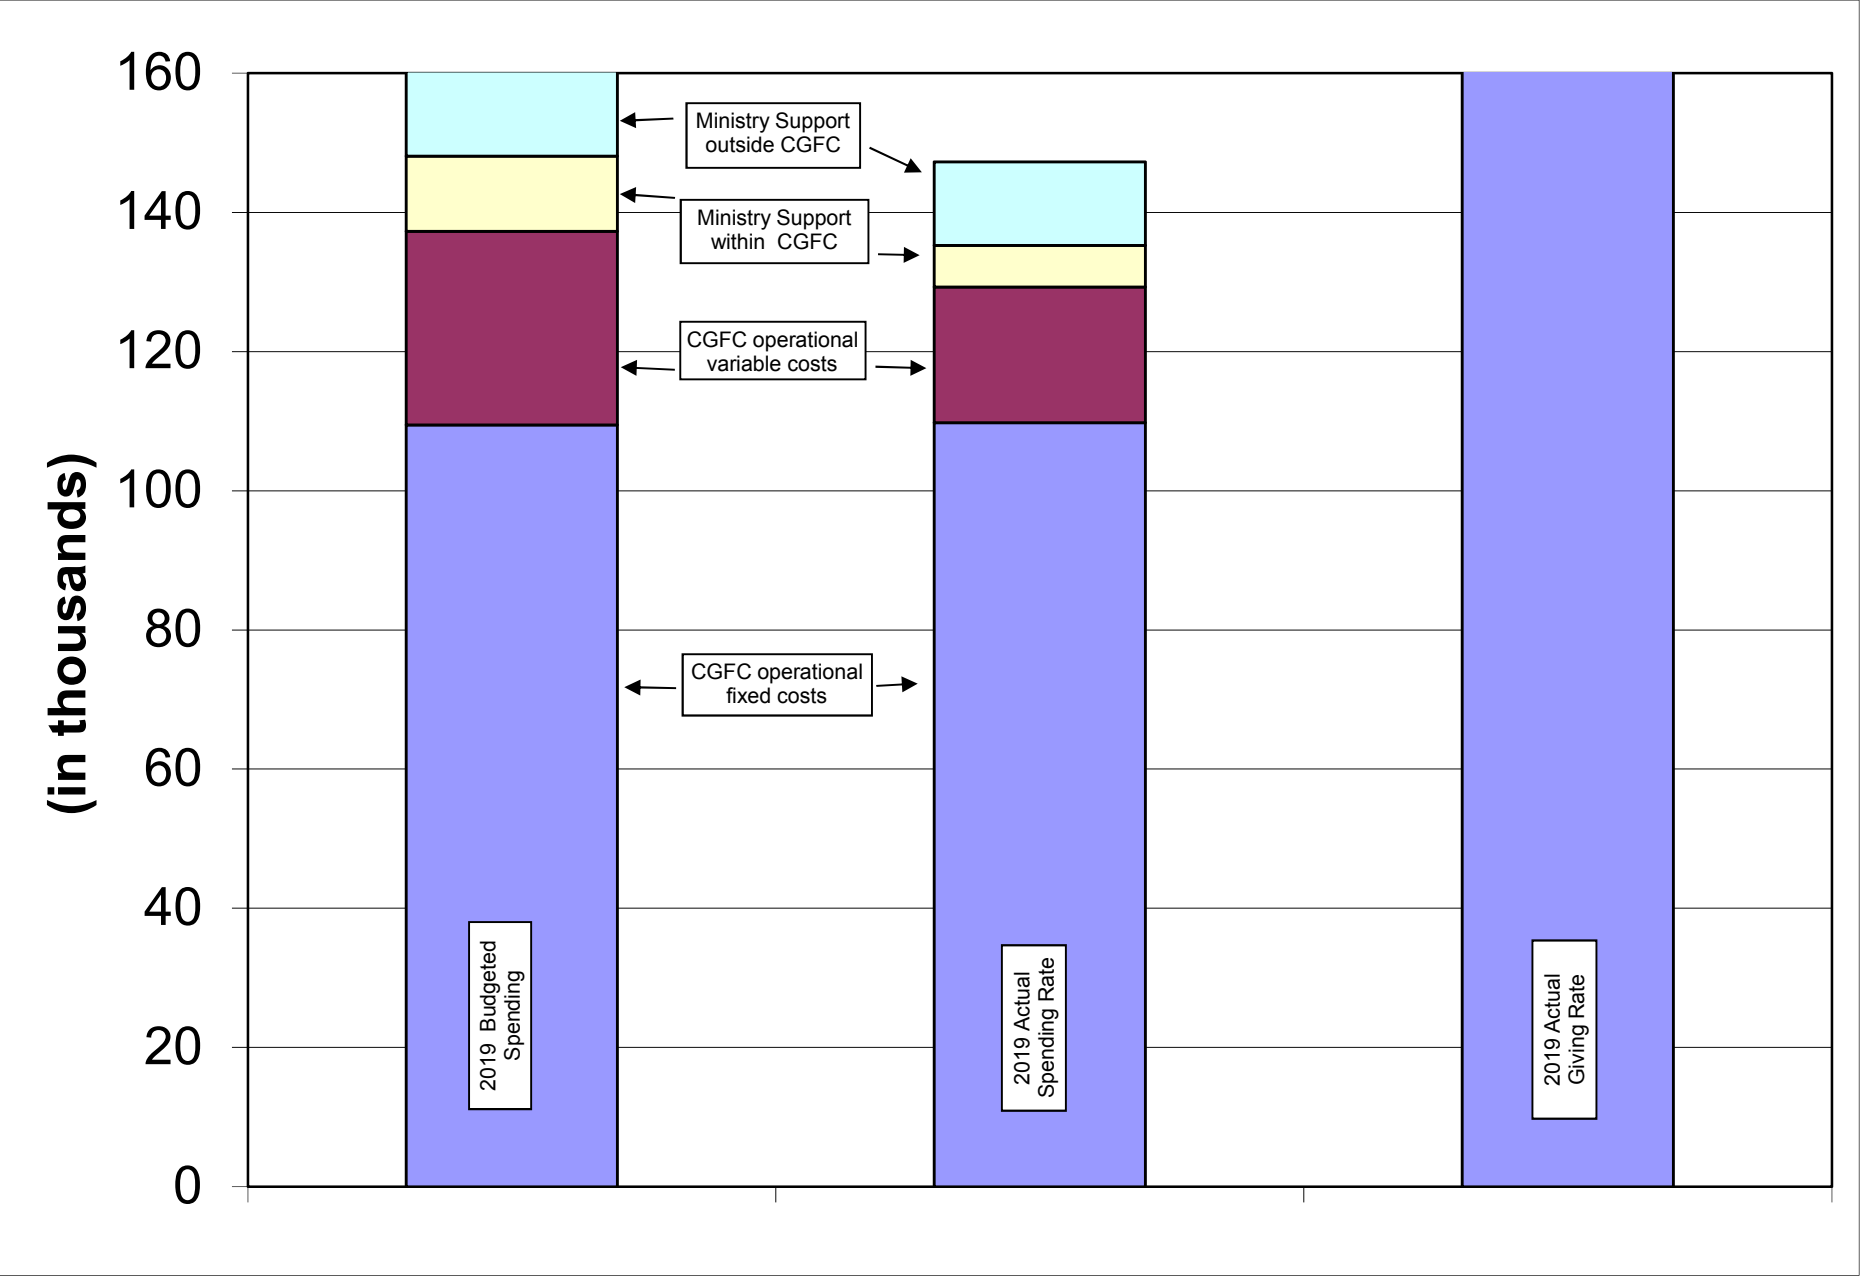 (in thousands)
160
140
120
100
80
60
40
20
0
Ministry Support
outside CGFC
Ministry Support
within CGFC
CGFC operational
variable costs
CGFC operational
fixed costs
2019 Budgeted
Spending
2019 Actual
Spending Rate
2019 Actual
Giving Rate